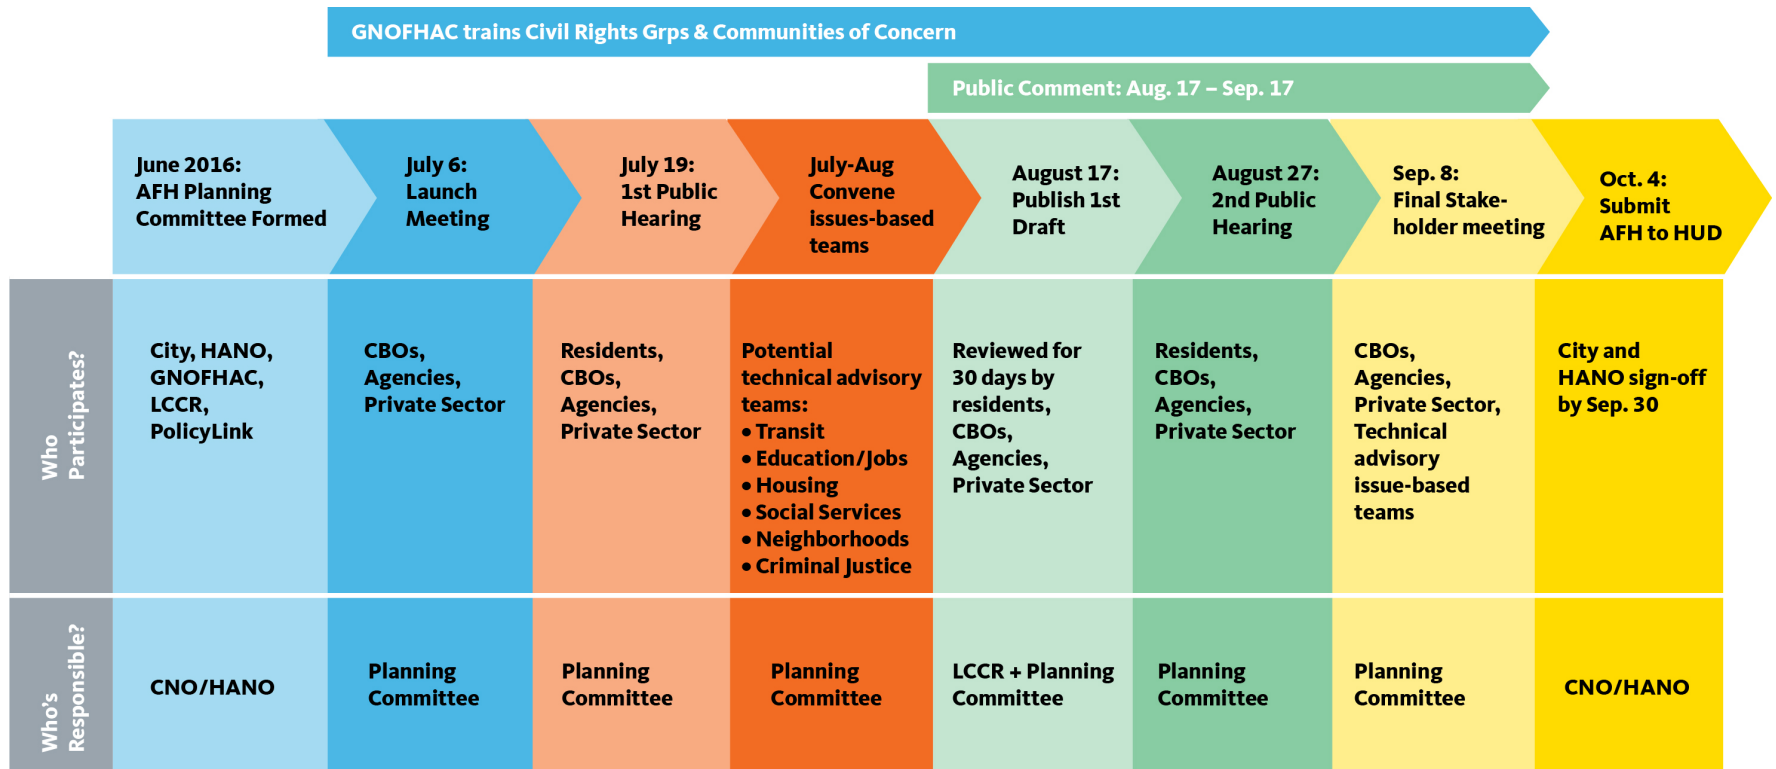 GNOFHAC trains Civil Rights Grps & Communities of Concern
Public Comment: Aug. 17 – Sep. 17
June 2016:
AFH Planning
Committee Formed
July 6:
Launch
Meeting
July 19:
1st Public
Hearing
July-Aug
Convene
issues-based
teams
August 17:
Publish 1st
Draft
August 27:
2nd Public
Hearing
Sep. 8:
Final Stake-
holder meeting
Oct. 4:
Submit
AFH to HUD
Who
Participates?
City, HANO,
GNOFHAC,
LCCR,
PolicyLink
CBOs,
Agencies,
Private Sector
Residents,
CBOs,
Agencies,
Private Sector
Potential
technical advisory
teams:
• Transit
• Education/Jobs
• Housing
• Social Services
• Neighborhoods
• Criminal Justice
Reviewed for
30 days by
residents,
CBOs,
Agencies,
Private Sector
Residents,
CBOs,
Agencies,
Private Sector
CBOs,
Agencies,
Private Sector,
Technical
advisory
issue-based
teams
City and
HANO sign-off
by Sep. 30
Who's
Responsible?
CNO/HANO
Planning
Committee
Planning
Committee
Planning
Committee
LCCR + Planning
Committee
Planning
Committee
Planning
Committee
CNO/HANO